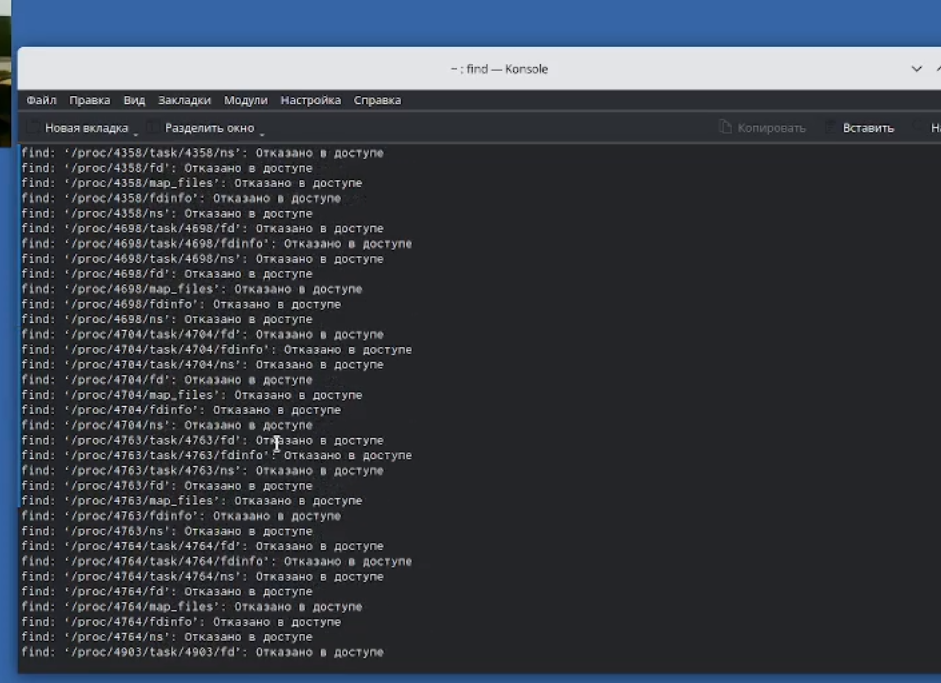 ~ : find — Konsole
Файл Правка Вид Закладки Модули Настройка Справка
Новая вкладка Разделить окно Копировать Вставить
find: ‘/proc/4358/task/4358/ns’: Отказано в доступе
find: ‘/proc/4358/fd’: Отказано в доступе
find: ‘/proc/4358/map_files’: Отказано в доступе
find: ‘/proc/4358/fdinfo’: Отказано в доступе
find: ‘/proc/4358/ns’: Отказано в доступе
find: ‘/proc/4698/task/4698/fd’: Отказано в доступе
find: ‘/proc/4698/task/4698/fdinfo’: Отказано в доступе
find: ‘/proc/4698/task/4698/ns’: Отказано в доступе
find: ‘/proc/4698/fd’: Отказано в доступе
find: ‘/proc/4698/map_files’: Отказано в доступе
find: ‘/proc/4698/fdinfo’: Отказано в доступе
find: ‘/proc/4698/ns’: Отказано в доступе
find: ‘/proc/4704/task/4704/fd’: Отказано в доступе
find: ‘/proc/4704/task/4704/fdinfo’: Отказано в доступе
find: ‘/proc/4704/task/4704/ns’: Отказано в доступе
find: ‘/proc/4704/fd’: Отказано в доступе
find: ‘/proc/4704/map_files’: Отказано в доступе
find: ‘/proc/4704/fdinfo’: Отказано в доступе
find: ‘/proc/4704/ns’: Отказано в доступе
find: ‘/proc/4763/task/4763/fd’: Отказано в доступе
find: ‘/proc/4763/task/4763/fdinfo’: Отказано в доступе
find: ‘/proc/4763/task/4763/ns’: Отказано в доступе
find: ‘/proc/4763/fd’: Отказано в доступе
find: ‘/proc/4763/map_files’: Отказано в доступе
find: ‘/proc/4763/fdinfo’: Отказано в доступе
find: ‘/proc/4763/ns’: Отказано в доступе
find: ‘/proc/4764/task/4764/fd’: Отказано в доступе
find: ‘/proc/4764/task/4764/fdinfo’: Отказано в доступе
find: ‘/proc/4764/task/4764/ns’: Отказано в доступе
find: ‘/proc/4764/fd’: Отказано в доступе
find: ‘/proc/4764/map_files’: Отказано в доступе
find: ‘/proc/4764/fdinfo’: Отказано в доступе
find: ‘/proc/4764/ns’: Отказано в доступе
find: ‘/proc/4903/task/4903/fd’: Отказано в доступе